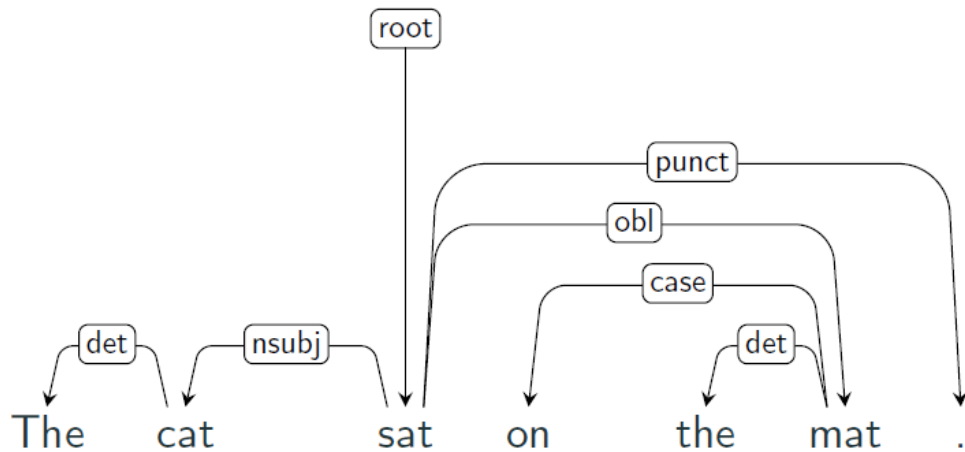 root
punct
obl
case
det nsubj det
The cat sat on the mat .